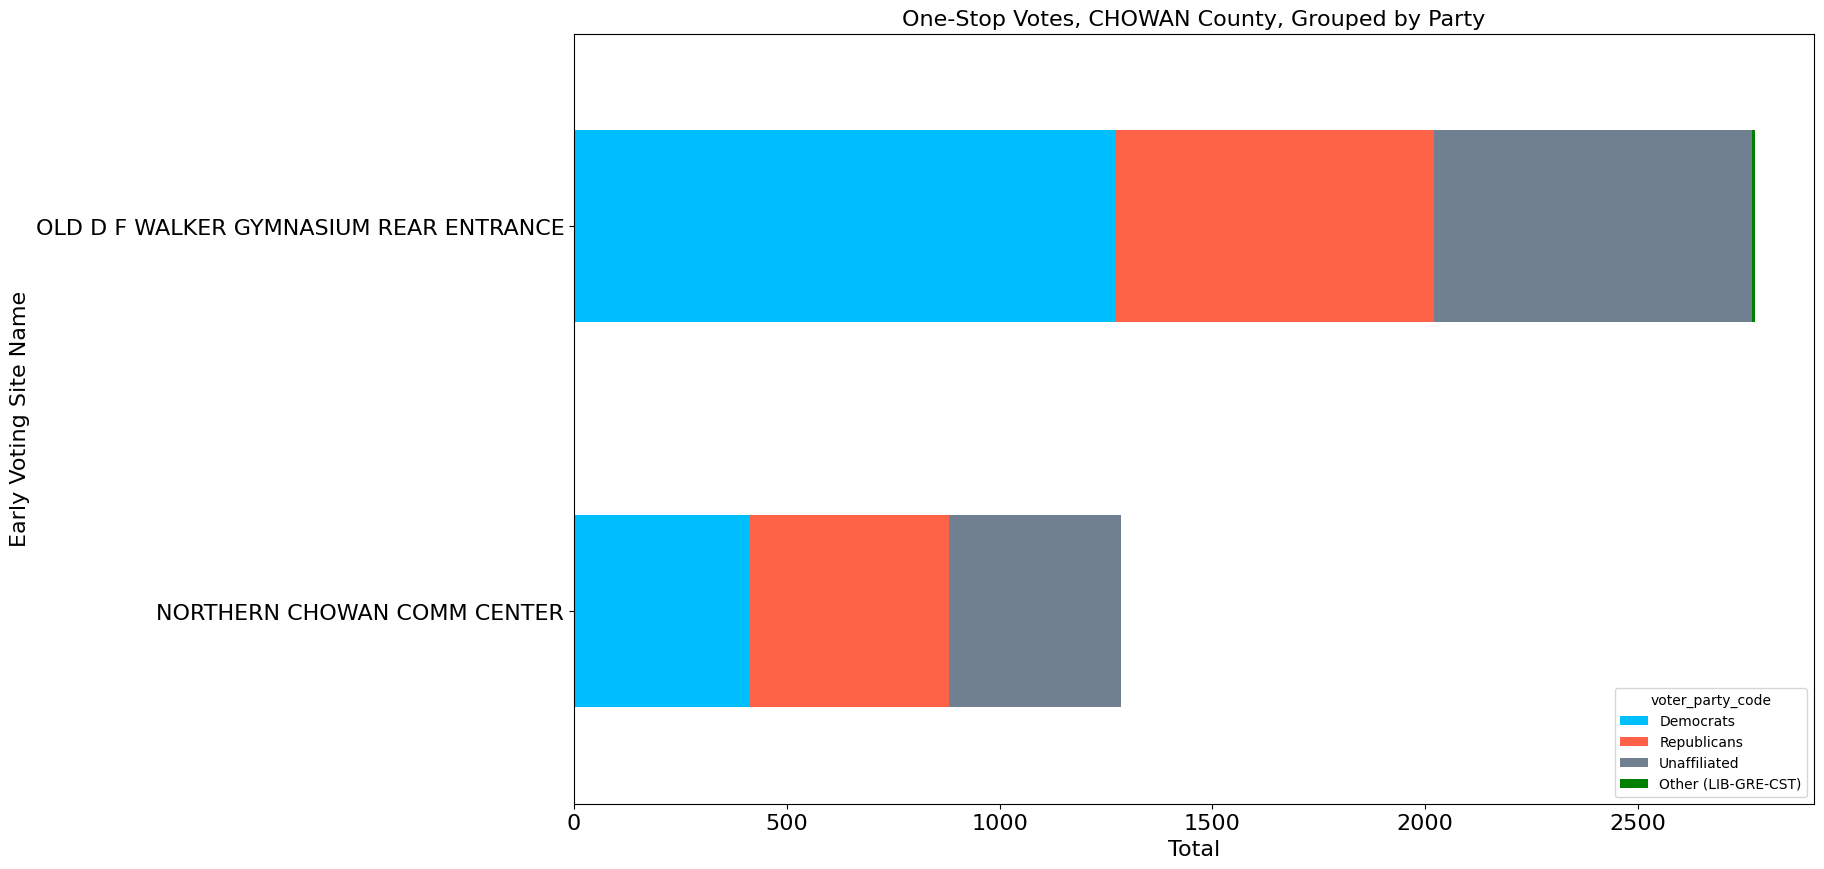 One-Stop Votes, CHOWAN County, Grouped by Party
Early Voting Site Name
OLD D F WALKER GYMNASIUM REAR ENTRANCE
NORTHERN CHOWAN COMM CENTER
voter_party_code
Democrats
Republicans
Unaffiliated
Other (LIB-GRE-CST)
0 500 1000 1500 2000 2500
Total